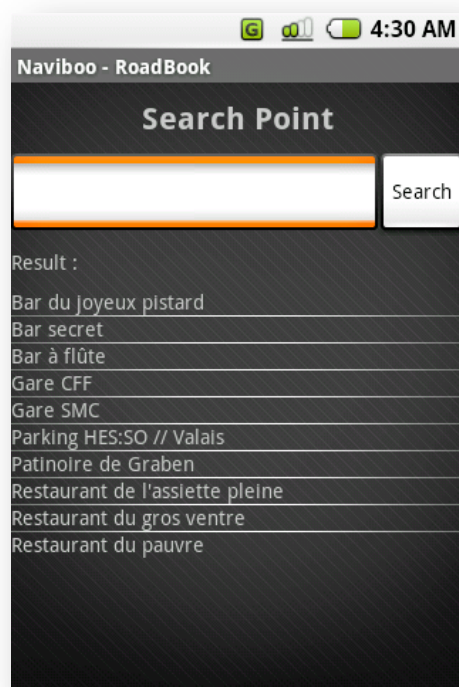 G 4:30 AM
Naviboo - RoadBook
Search Point
Search
Result :
Bar du joyeux pistard
Bar secret
Bar à flûte
Gare CFF
Gare SMC
Parking HES:SO // Valais
Patinoire de Graben
Restaurant de l'assiette pleine
Restaurant du gros ventre
Restaurant du pauvre